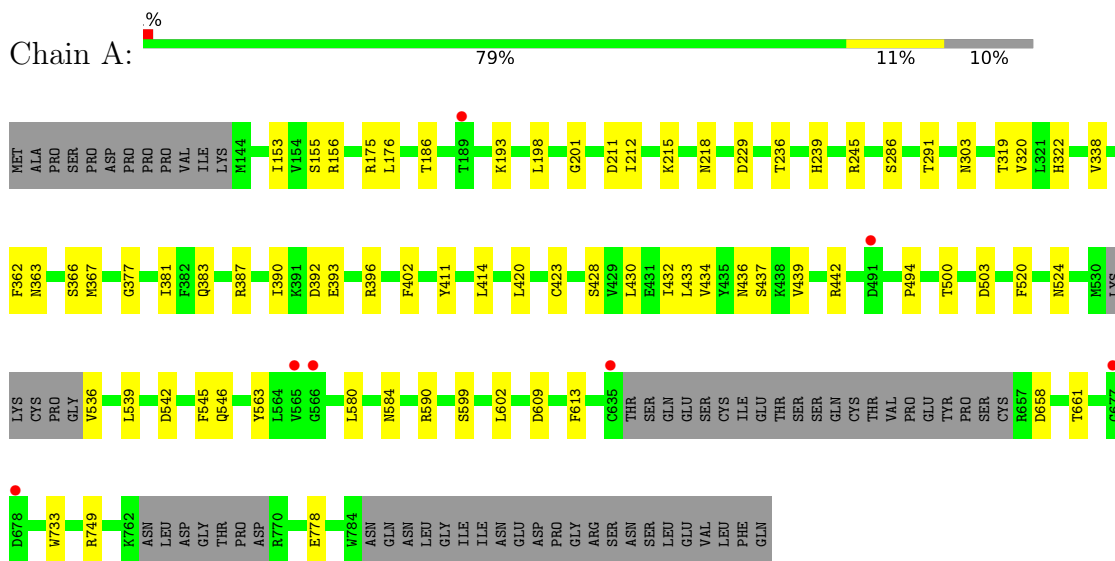 .%
Chain A:
79% 11% 10%
MET ALA PRO SER PRO ASP PRO PRO PRO VAL ILE LYS M144 I153 V154 S155 R156 R175 L176 T186 T189 K193 L198 G201 D211 I212 K215 N218 D229 T236 H239 R245 S286 T291 N303 T319 V320 L321 H322 V338
F362 N363 S366 M367 G377 I381 F382 Q383 R387 I390 K391 D392 E393 R396 F402 Y411 L414 L420 C423 S428 V429 L430 E431 I432 L433 V434 Y435 N436 S437 K438 V439 R442 D491 P494 T500 D503 F520 N524 M530 LYS
LYS CYS PRO GLY V536 L539 D542 F545 Q546 Y563 L564 V565 G566 L580 N584 R590 S599 L602 D609 F613 C635 THR SER GLN GLU SER CYS ILE GLU THR SER SER GLN CYS THR VAL PRO GLU TYR PRO SER CYS R657 D658 T661 G677
D678 W733 R749 K762 ASN LEU ASP GLY THR PRO ASP R770 E778 W784 ASN GLN ASN LEU GLY ILE ILE ASN GLU ASP PRO GLY ARG SER ASN SER LEU GLU VAL LEU PHE GLN